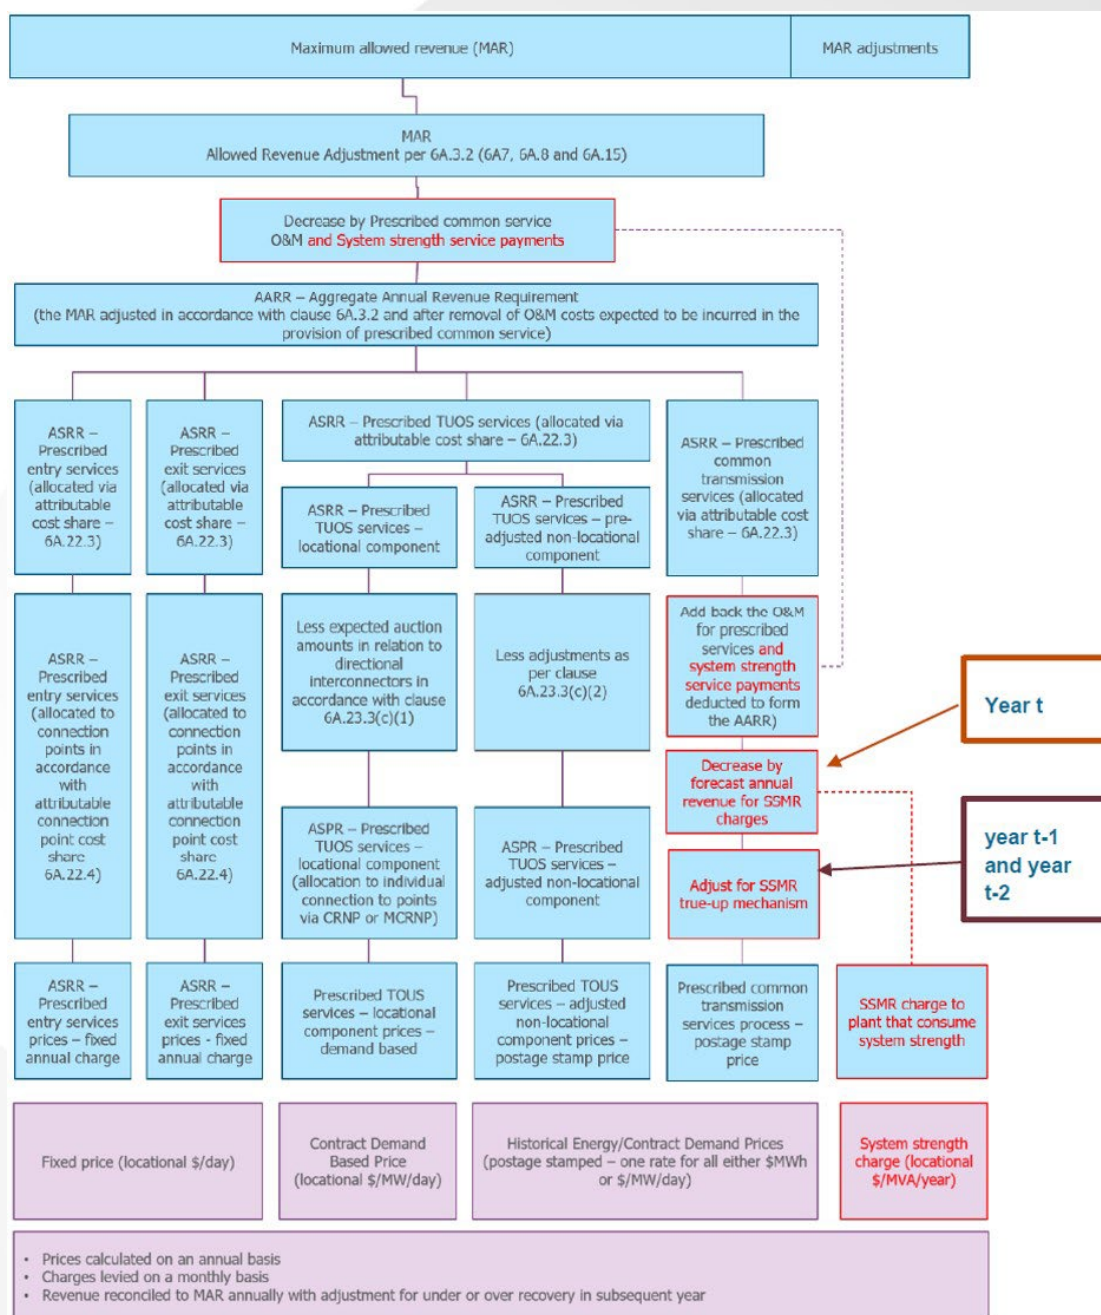 Maximum allowed revenue (MAR)
MAR adjustments
MAR
Allowed Revenue Adjustment per 6A.3.2 (6A7, 6A.8 and 6A.15)
Decrease by Prescribed common service
O&M and System strength service payments
AARR – Aggregate Annual Revenue Requirement
(the MAR adjusted in accordance with clause 6A.3.2 and after removal of O&M costs expected to be incurred in the
provision of prescribed common service)
ASRR –
Prescribed
entry services
(allocated via
attributable
cost share –
6A.22.3)
ASRR –
Prescribed
exit services
(allocated via
attributable
cost share –
6A.22.3)
ASRR – Prescribed TUOS services (allocated via
attributable cost share – 6A.22.3)
ASRR – Prescribed
TUOS services –
locational component
ASRR – Prescribed
TUOS services – pre-
adjusted non-locational
component
ASRR – Prescribed
common
transmission
services (allocated
via attributable cost
share – 6A.22.3)
ASRR –
Prescribed
entry services
(allocated to
connection
points in
accordance
with
attributable
connection
point cost
share
6A.22.4)
ASRR –
Prescribed
exit services
(allocated to
connection
points in
accordance
with
attributable
connection
point cost
share
6A.22.4)
Less expected auction
amounts in relation to
directional
interconnectors in
accordance with clause
6A.23.3(c)(1)
Less adjustments as
per clause
6A.23.3(c)(2)
Add back the O&M
for prescribed
services and
system strength
service payments
deducted to form
the AARR)
Year t
Decrease by
forecast annual
revenue for SSMR
charges
year t-1
and year
t-2
ASPR – Prescribed
TUOS services –
locational component
(allocation to individual
connection to points
via CRNP or MCRNP)
ASPR – Prescribed
TUOS services –
adjusted non-locational
component
Adjust for SSMR
true-up mechanism
ASRR –
Prescribed
entry services
prices – fixed
annual charge
ASRR –
Prescribed
exit services
prices - fixed
annual charge
Prescribed TOUS
services – locational
component prices –
demand based
Prescribed TOUS
services – adjusted
non-locational
component prices –
postage stamp price
Prescribed common
transmission
services process –
postage stamp
price
SSMR charge to
plant that consume
system strength
Fixed price (locational $/day)
Contract Demand
Based Price
(locational $/MW/day)
Historical Energy/Contract Demand Prices
(postage stamped – one rate for all either $MWh
or $/MW/day)
System strength
charge (locational
$/MVA/year)
• Prices calculated on an annual basis
• Charges levied on a monthly basis
• Revenue reconciled to MAR annually with adjustment for under or over recovery in subsequent year